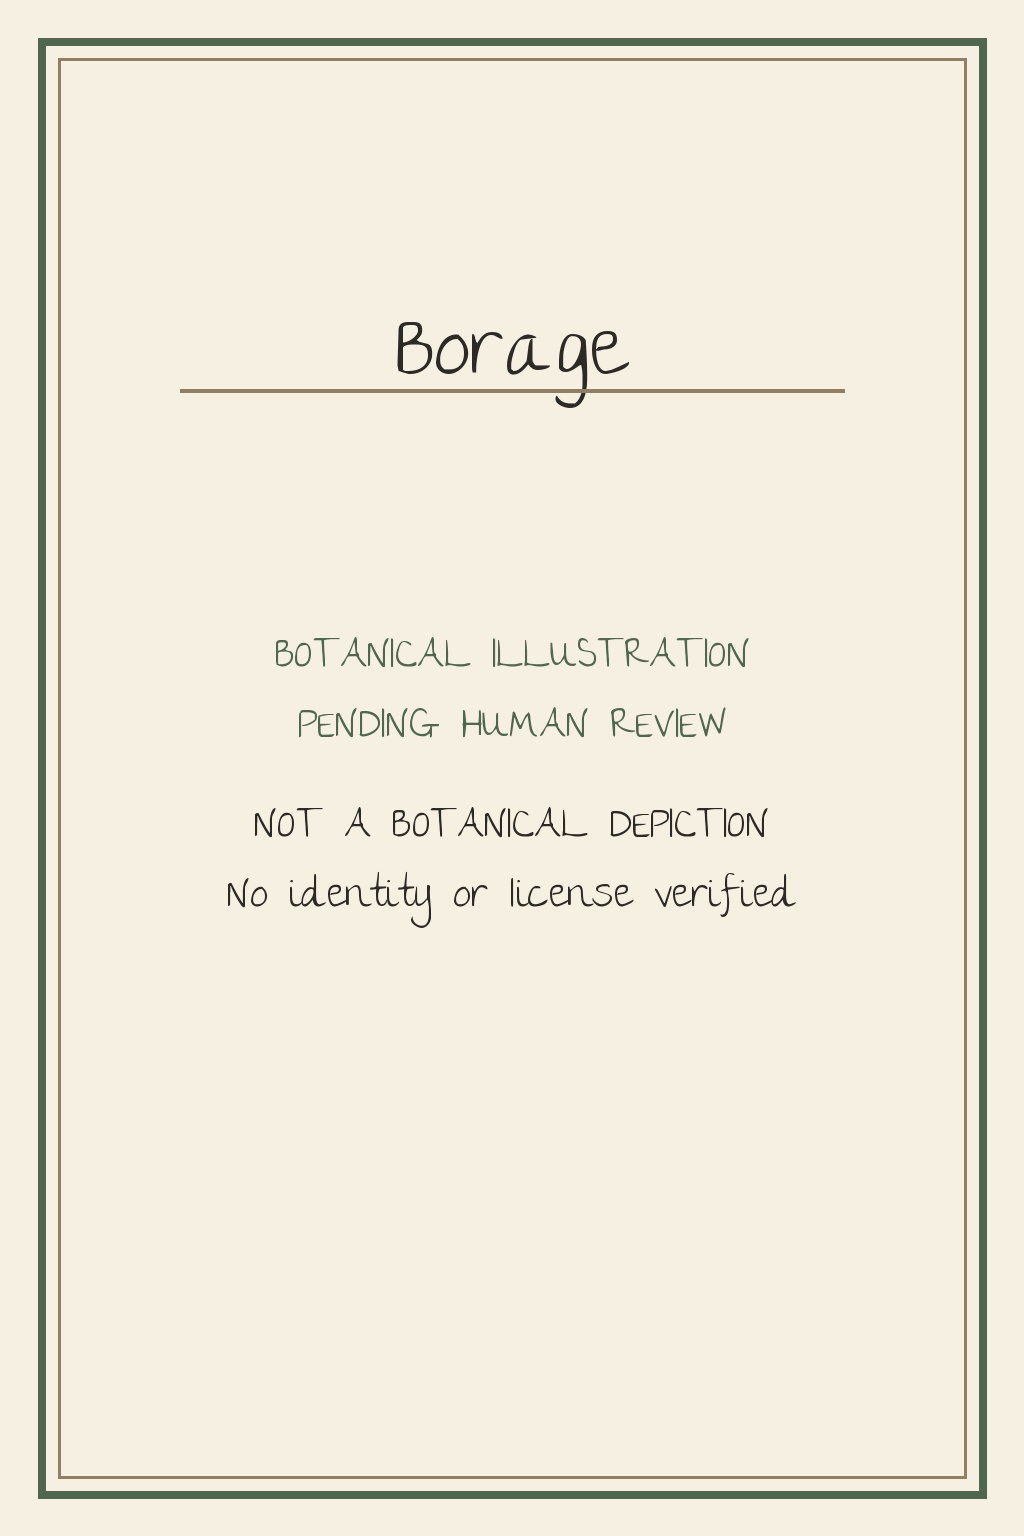 Borage
BOTANICAL ILLUSTRATION
PENDING HUMAN REVIEW
NOT A BOTANICAL DEPICTION
No identity or license verified